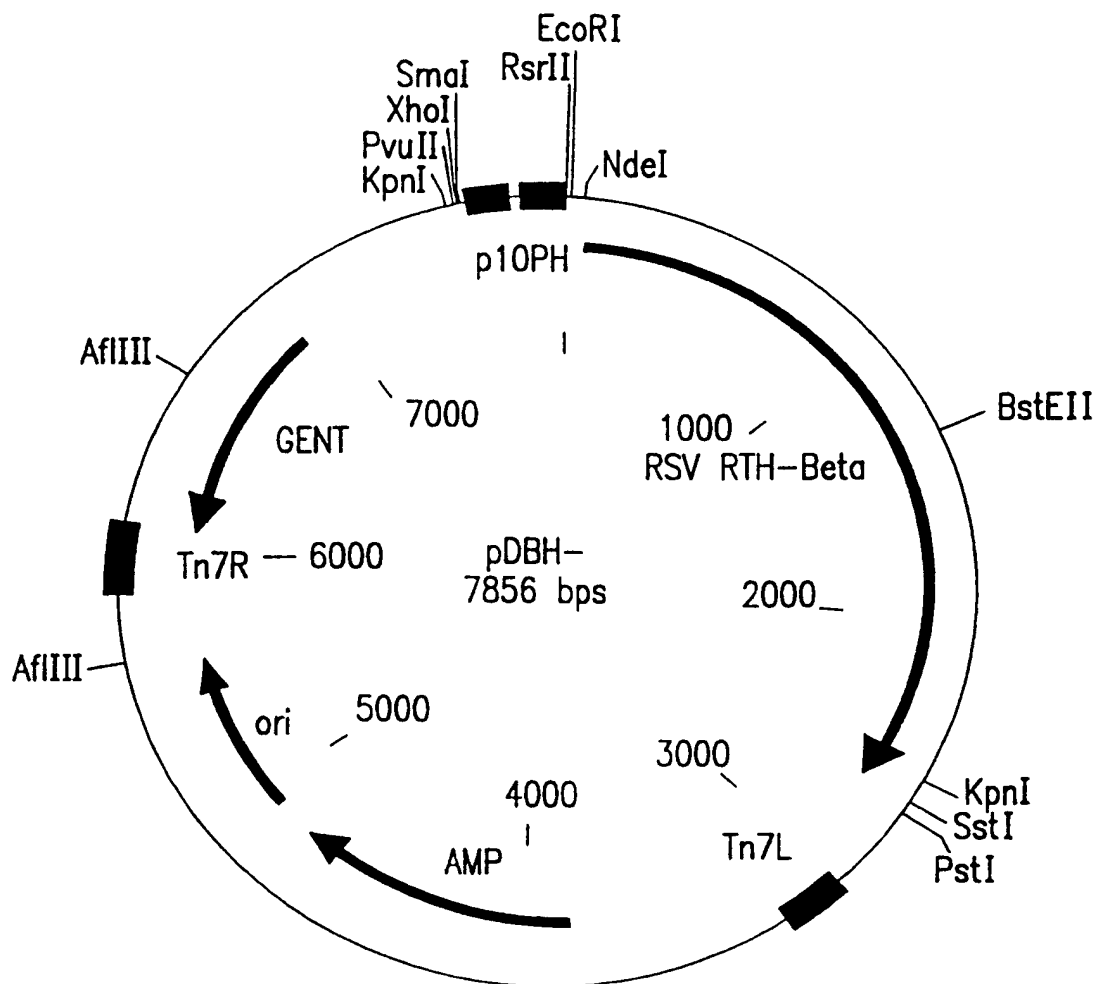 EcoRI
RsrII
SmaI
XhoI
PvuII
KpnI
NdeI
p10PH
AflIII
7000
GENT
1000
RSV RTH-Beta
BstEII
Tn7R
6000
pDBH-
7856 bps
2000
AflIII
ori
5000
3000
4000
AMP
Tn7L
KpnI
SstI
PstI